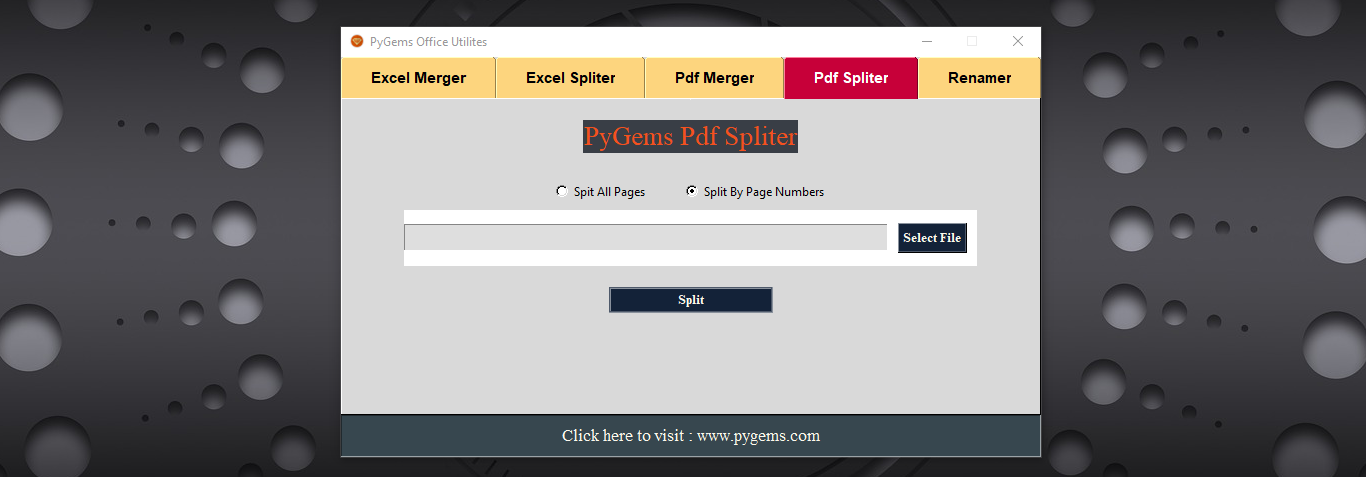 PyGems Office Utilites
Excel Merger Excel Spliter Pdf Merger Pdf Spliter Renamer
PyGems Pdf Spliter
Spit All Pages Split By Page Numbers
Select File
Split
Click here to visit : www.pygems.com